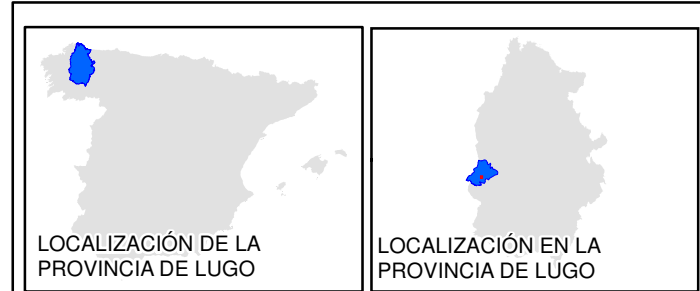 LOCALIZACIÓN DE LA
PROVINCIA DE LUGO
LOCALIZACIÓN EN LA
PROVINCIA DE LUGO